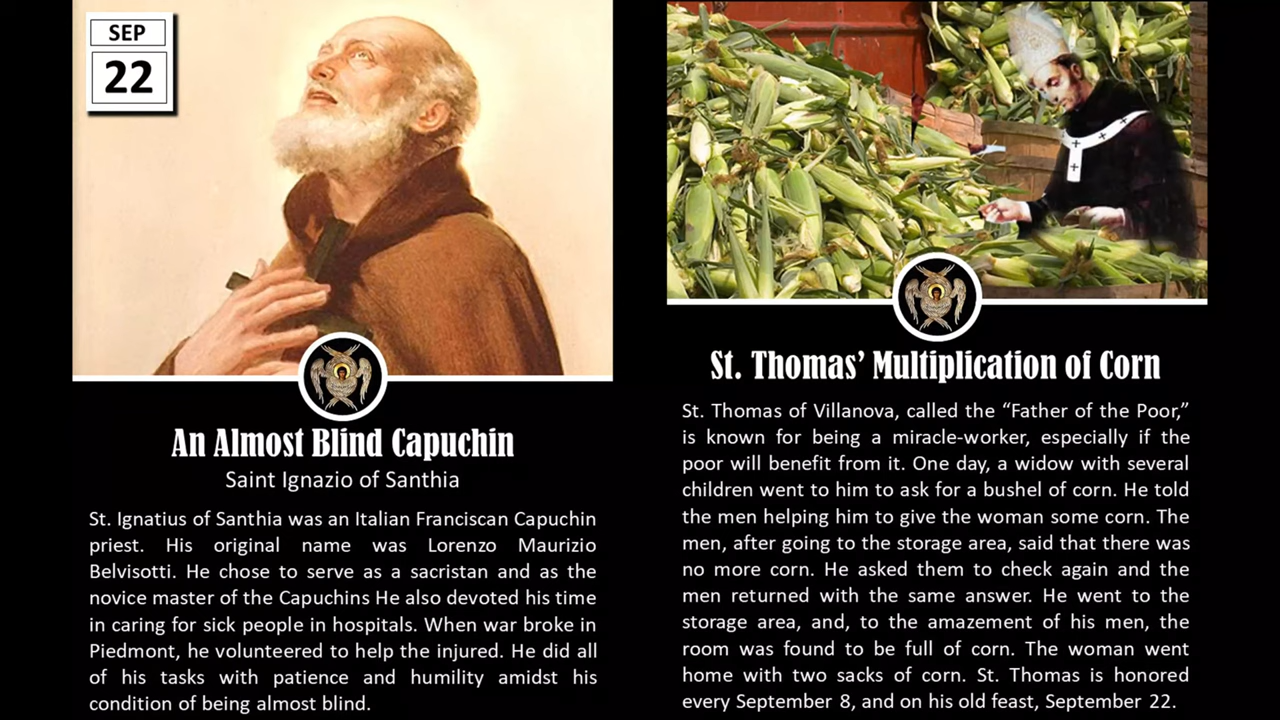 SEP
22
An Almost Blind Capuchin
Saint Ignazio of Santhia
St. Ignatius of Santhia was an Italian Franciscan Capuchin
priest. His original name was Lorenzo Maurizio
Belvisotti. He chose to serve as a sacristan and as the
novice master of the Capuchins He also devoted his time
in caring for sick people in hospitals. When war broke in
Piedmont, he volunteered to help the injured. He did all
of his tasks with patience and humility amidst his
condition of being almost blind.
St. Thomas’ Multiplication of Corn
St. Thomas of Villanova, called the “Father of the Poor,”
is known for being a miracle-worker, especially if the
poor will benefit from it. One day, a widow with several
children went to him to ask for a bushel of corn. He told
the men helping him to give the woman some corn. The
men, after going to the storage area, said that there was
no more corn. He asked them to check again and the
men returned with the same answer. He went to the
storage area, and, to the amazement of his men, the
room was found to be full of corn. The woman went
home with two sacks of corn. St. Thomas is honored
every September 8, and on his old feast, September 22.